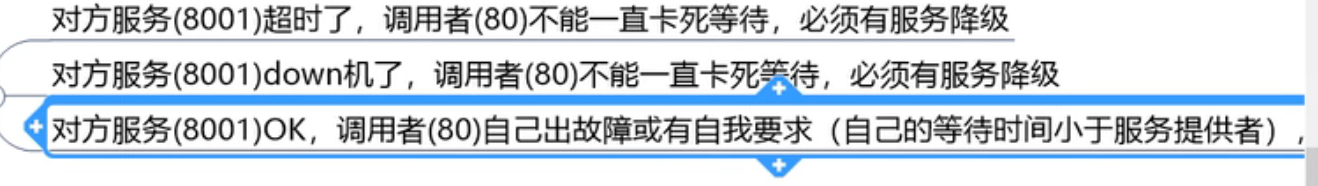 对方服务(8001)超时了，调用者(80)不能一直卡死等待，必须有服务降级
对方服务(8001)down机了，调用者(80)不能一直卡死等待，必须有服务降级
对方服务(8001)OK，调用者(80)自己出故障或有自我要求（自己的等待时间小于服务提供者），